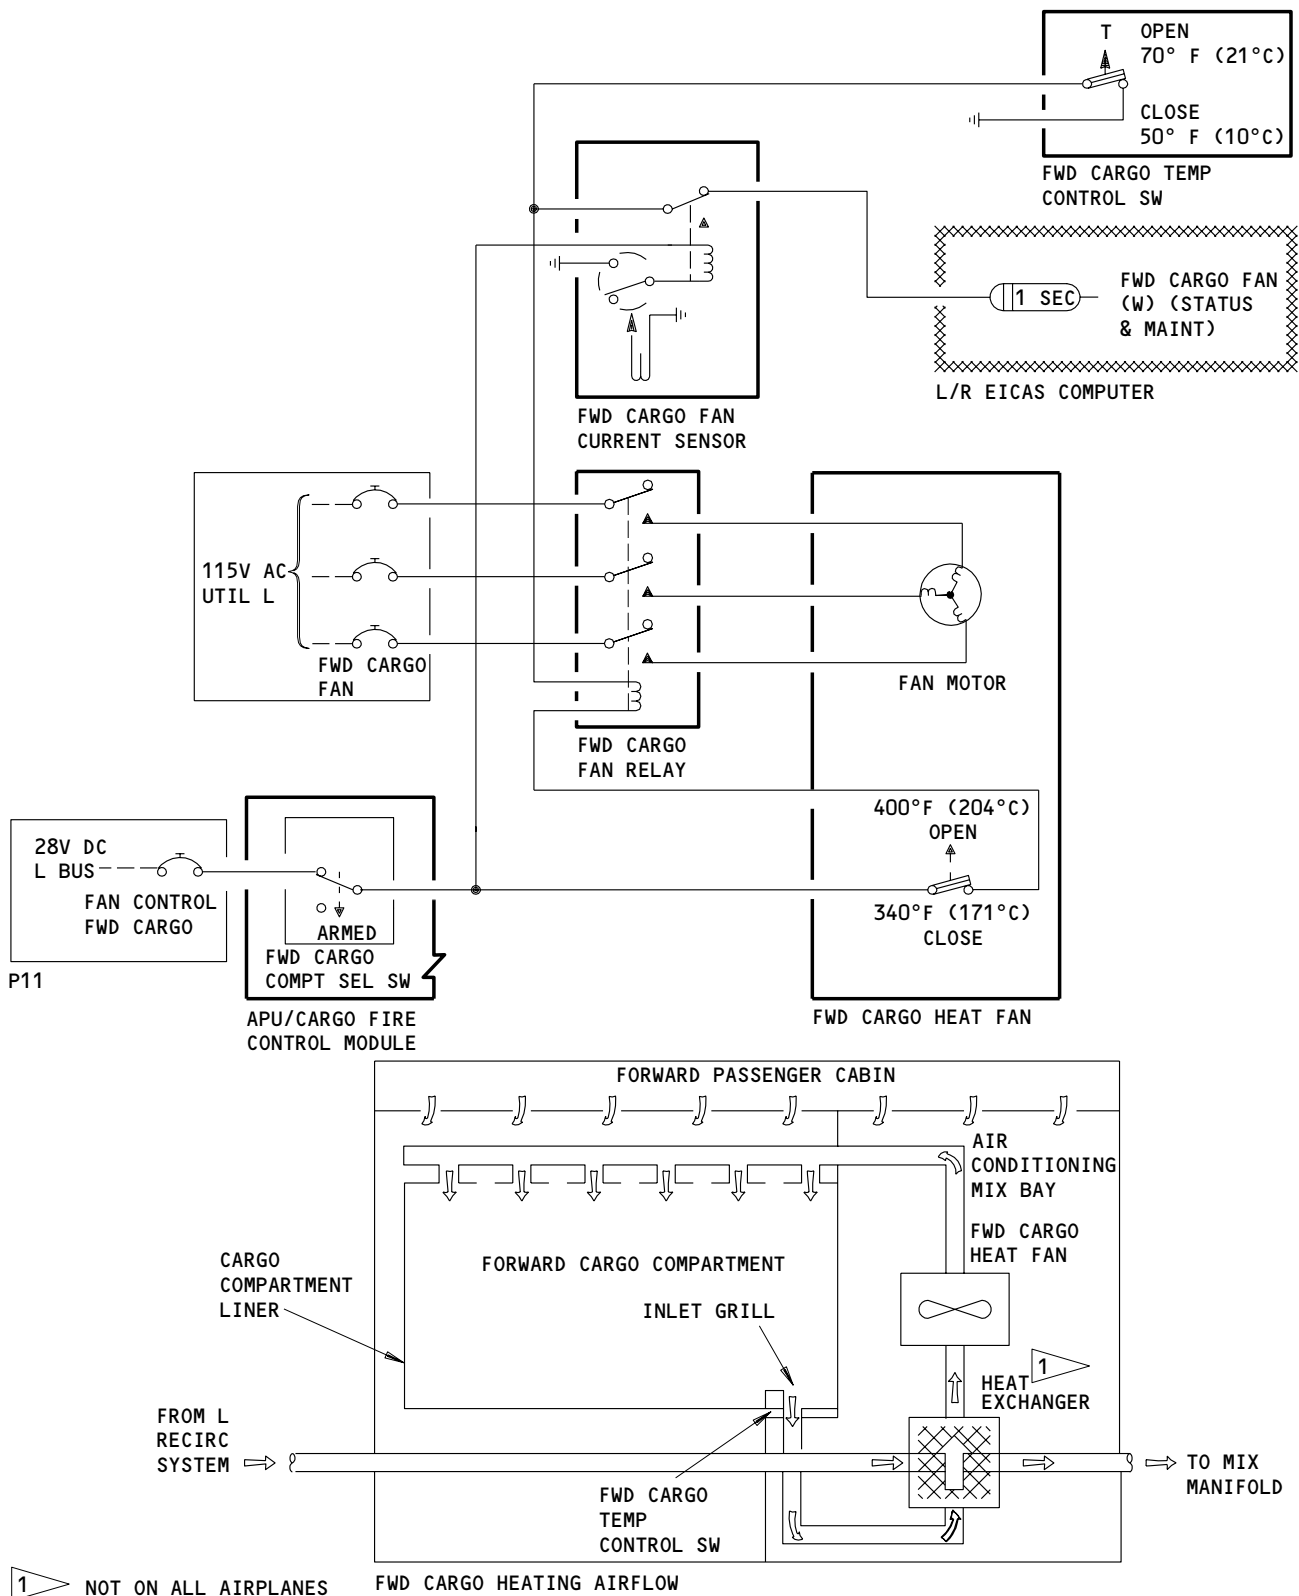 T OPEN
70° F (21°C)
CLOSE
50° F (10°C)
FWD CARGO TEMP
CONTROL SW
1 SEC
FWD CARGO FAN
(W) (STATUS
& MAINT)
L/R EICAS COMPUTER
FWD CARGO FAN
CURRENT SENSOR
115V AC
UTIL L
FWD CARGO
FAN
FAN MOTOR
FWD CARGO
FAN RELAY
400°F (204°C)
OPEN
340°F (171°C)
CLOSE
28V DC
L BUS
FAN CONTROL
FWD CARGO
P11
ARMED
FWD CARGO
COMPT SEL SW
APU/CARGO FIRE
CONTROL MODULE
FWD CARGO HEAT FAN
FORWARD PASSENGER CABIN
AIR
CONDITIONING
MIX BAY
FWD CARGO
HEAT FAN
CARGO
COMPARTMENT
LINER
FORWARD CARGO COMPARTMENT
INLET GRILL
1
HEAT
EXCHANGER
FROM L
RECIRC
SYSTEM
TO MIX
MANIFOLD
FWD CARGO
TEMP
CONTROL SW
1 NOT ON ALL AIRPLANES
FWD CARGO HEATING AIRFLOW